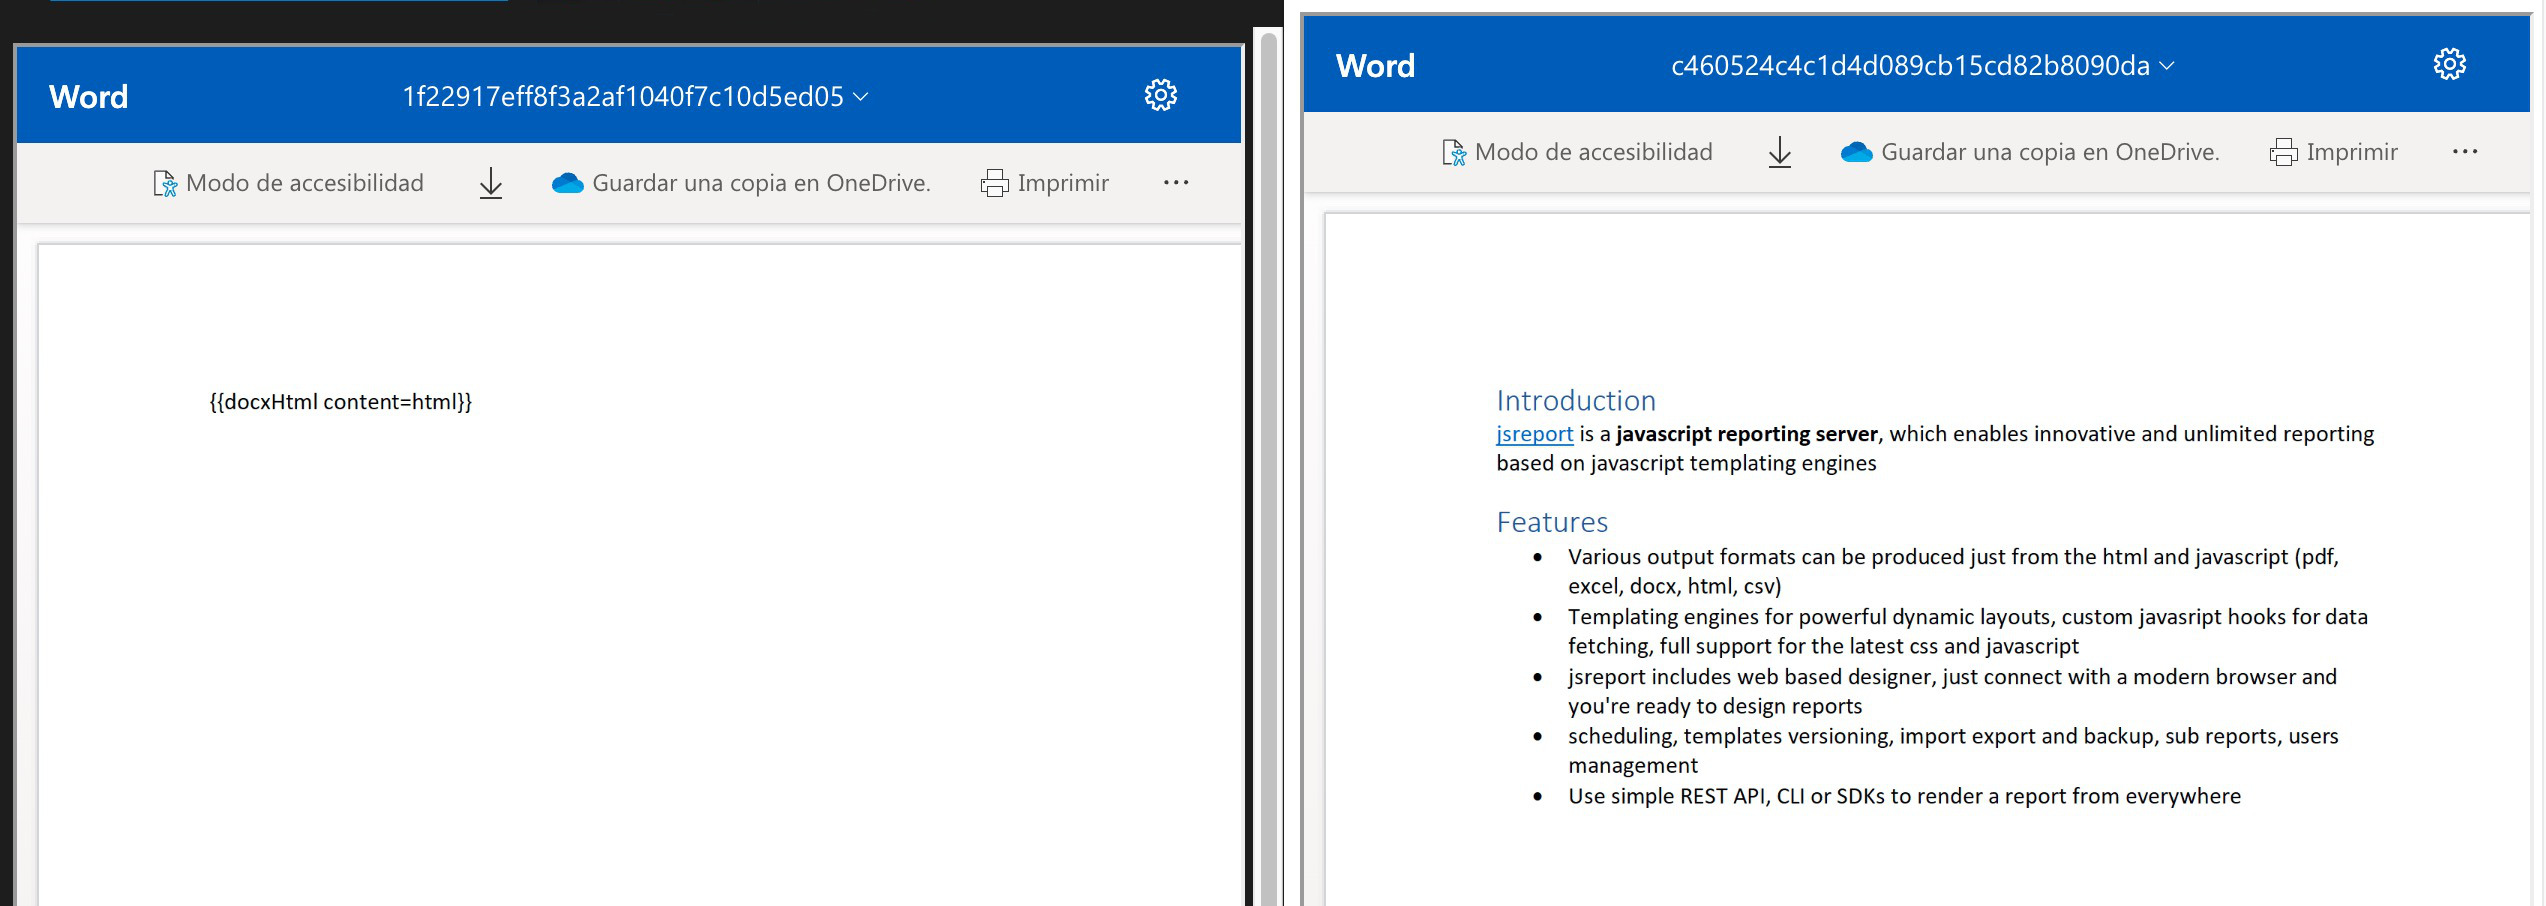 Word
1f22917eff8f3a2af1040f7c10d5ed05
Modo de accesibilidad
Guardar una copia en OneDrive.
Imprimir
{{docxHtml content=html}}
Word
c460524c4c1d4d089cb15cd82b8090da
Modo de accesibilidad
Guardar una copia en OneDrive.
Imprimir
Introduction
jsreport is a javascript reporting server, which enables innovative and unlimited reporting
based on javascript templating engines
Features
• Various output formats can be produced just from the html and javascript (pdf,
excel, docx, html, csv)
• Templating engines for powerful dynamic layouts, custom javasript hooks for data
fetching, full support for the latest css and javascript
• jsreport includes web based designer, just connect with a modern browser and
you're ready to design reports
• scheduling, templates versioning, import export and backup, sub reports, users
management
• Use simple REST API, CLI or SDKs to render a report from everywhere